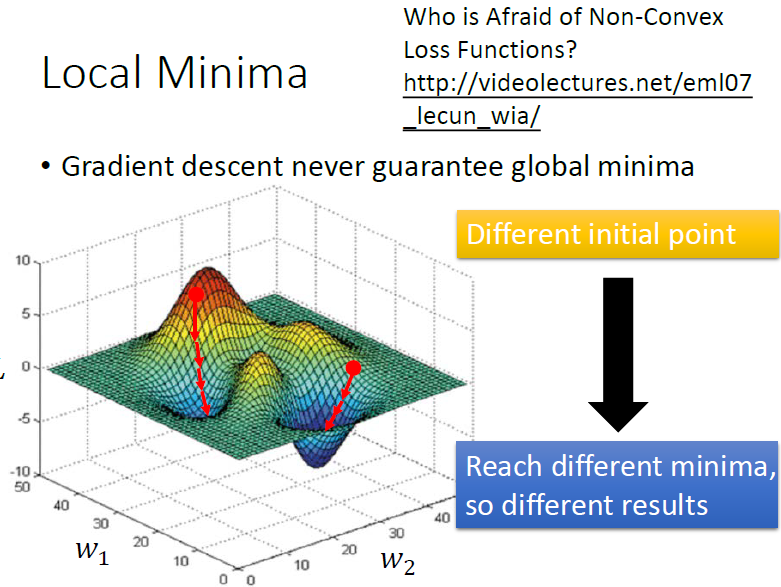 Who is Afraid of Non-Convex
Loss Functions?
http://videolectures.net/eml07
_lecun_wia/
Local Minima
• Gradient descent never guarantee global minima
Different initial point
Reach different minima,
so different results
10
5
0
-5
-10
50
40
30
20
10
0
w₁
0
10
20
30
40
w₂